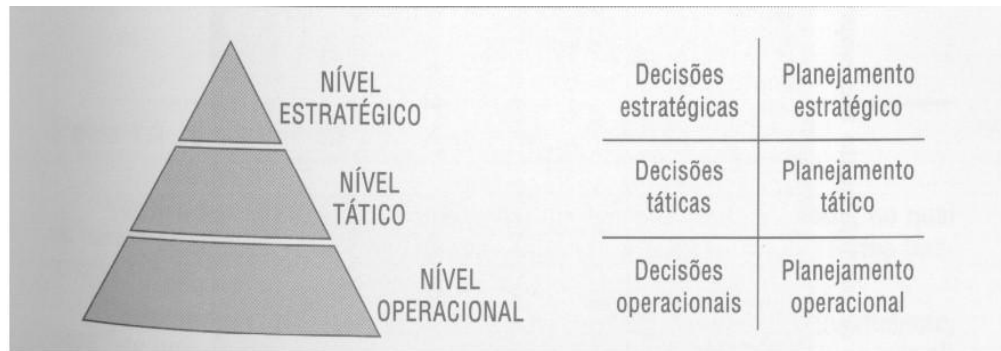 NÍVEL
ESTRATÉGICO
NÍVEL
TÁTICO
NÍVEL
OPERACIONAL
Decisões
estratégicas
Planejamento
estratégico
Decisões
táticas
Planejamento
tático
Decisões
operacionais
Planejamento
operacional